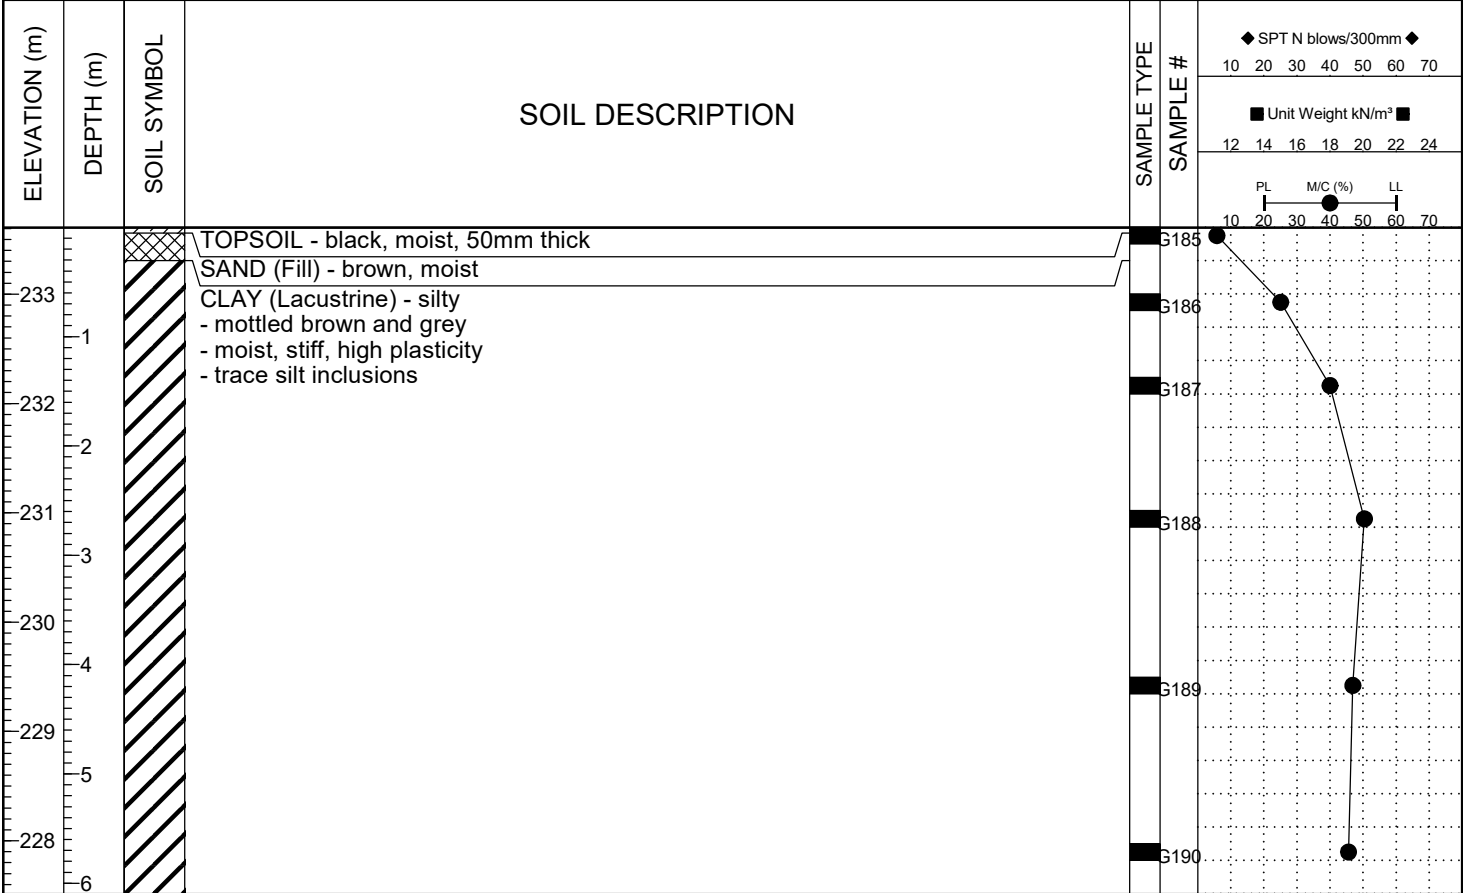 ELEVATION (m)
DEPTH (m)
SOIL SYMBOL
SOIL DESCRIPTION
SAMPLE TYPE
SAMPLE #
◆ SPT N blows/300mm ◆
10 20 30 40 50 60 70
■ Unit Weight kN/m³ ■
12 14 16 18 20 22 24
PL M/C (%) LL
10 20 30 40 50 60 70
TOPSOIL - black, moist, 50mm thick
G185
SAND (Fill) - brown, moist
233
CLAY (Lacustrine) - silty
G186
- mottled brown and grey
1
- moist, stiff, high plasticity
- trace silt inclusions
G187
232
2
231
G188
3
230
4
G189
229
5
228
G190
6